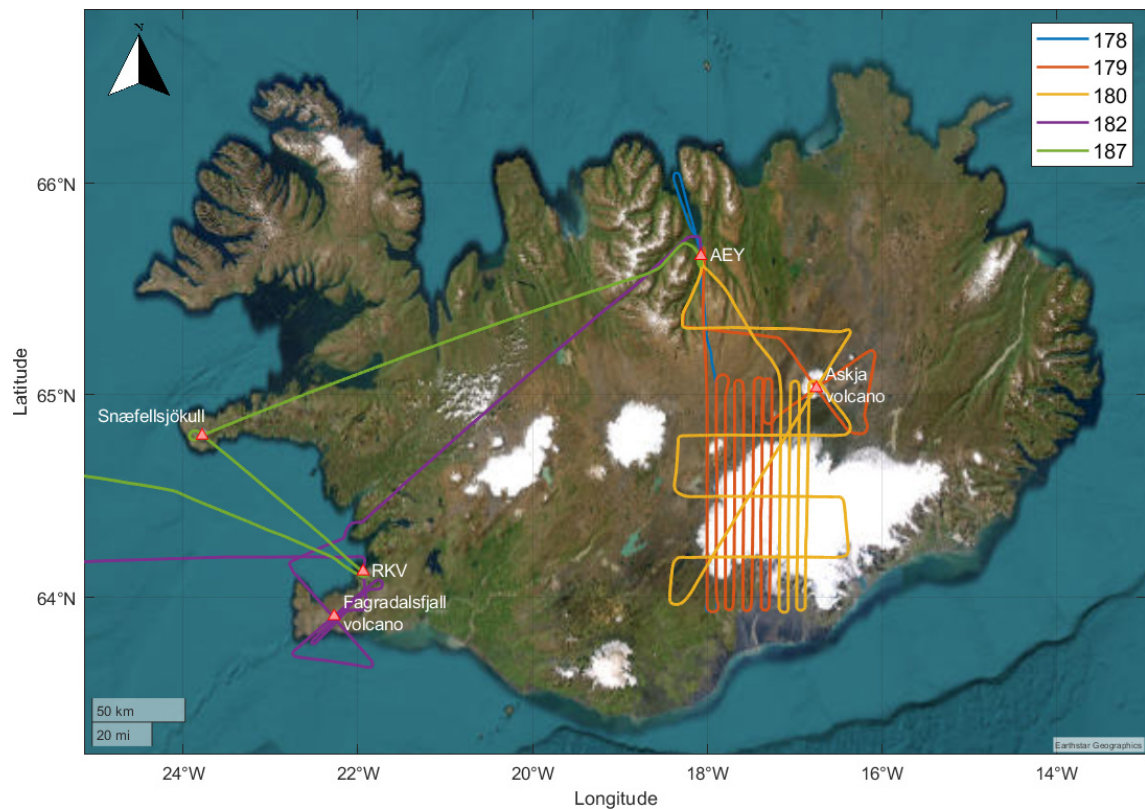 N
178
179
180
182
187
66°N
65°N
64°N
Latitude
AEY
Askja
volcano
Snæfellsjökull
RKV
Fagradalsfjall
volcano
50 km
20 mi
Earthstar Geographics
24°W
22°W
20°W
18°W
16°W
14°W
Longitude